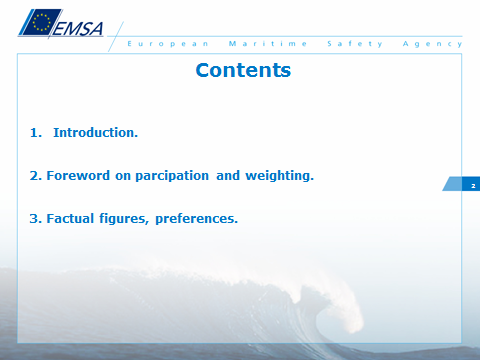 EMSA
European Maritime Safety Agency
Contents
1. Introduction.
2. Foreword on parcipation and weighting.
2
3. Factual figures, preferences.